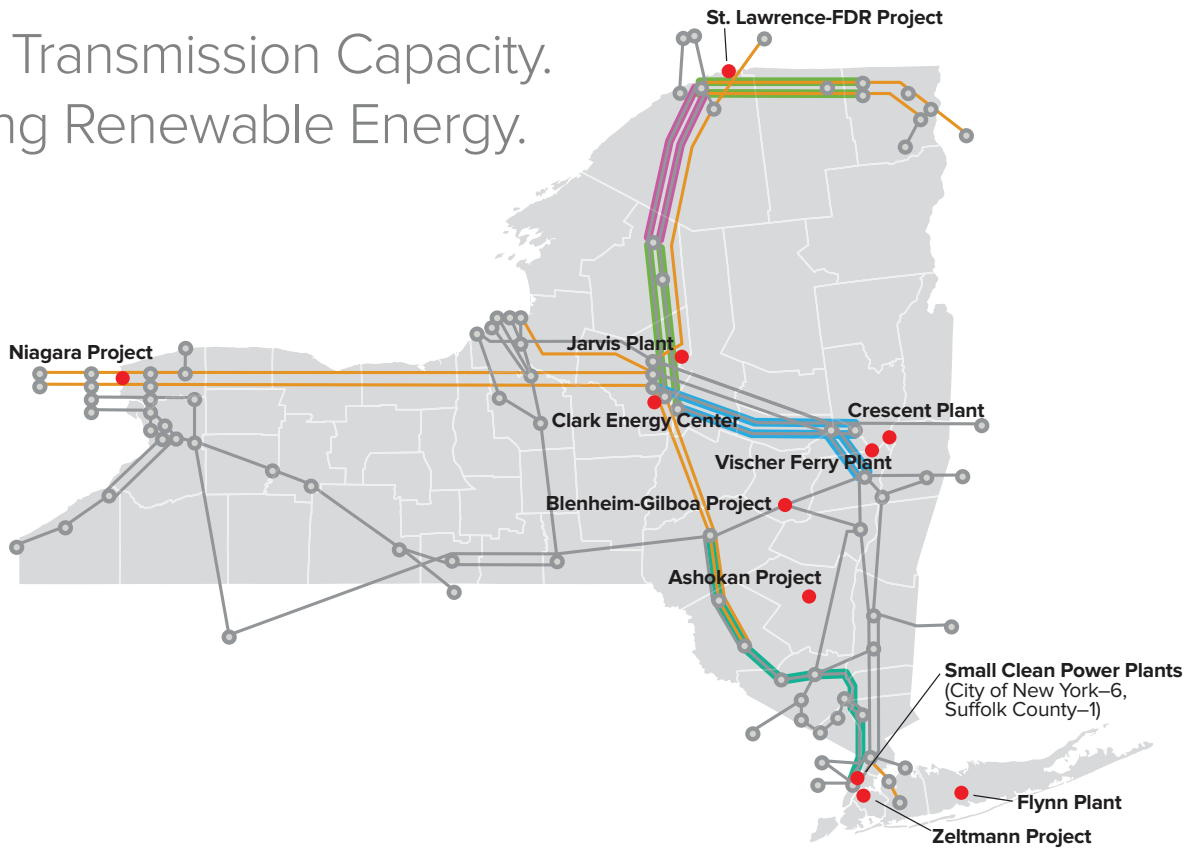 St. Lawrence-FDR Project
Transmission Capacity.
ng Renewable Energy.
Niagara Project
Jarvis Plant
Clark Energy Center
Crescent Plant
Vischer Ferry Plant
Blenheim-Gilboa Project
Ashokan Project
Small Clean Power Plants
(City of New York–6,
Suffolk County–1)
Flynn Plant
Zeltmann Project